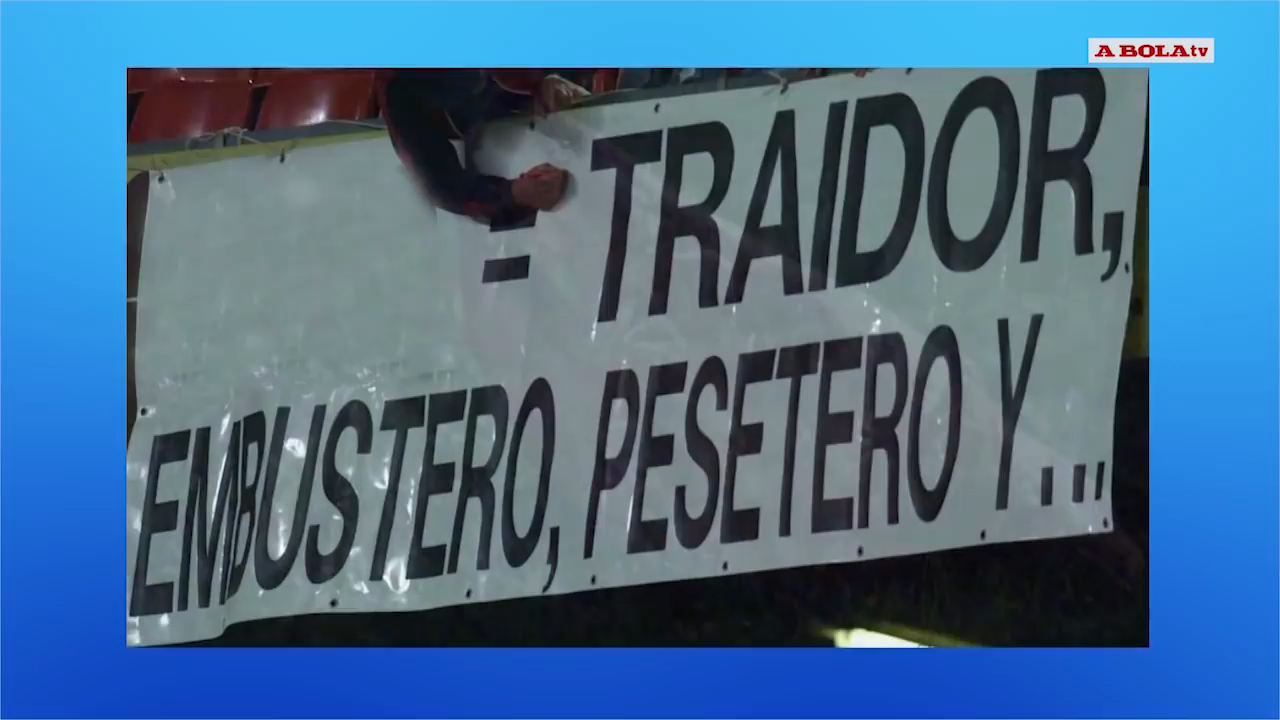 A BOLA tv
= TRAIDOR,
EMBUSTERO, PESETERO Y...